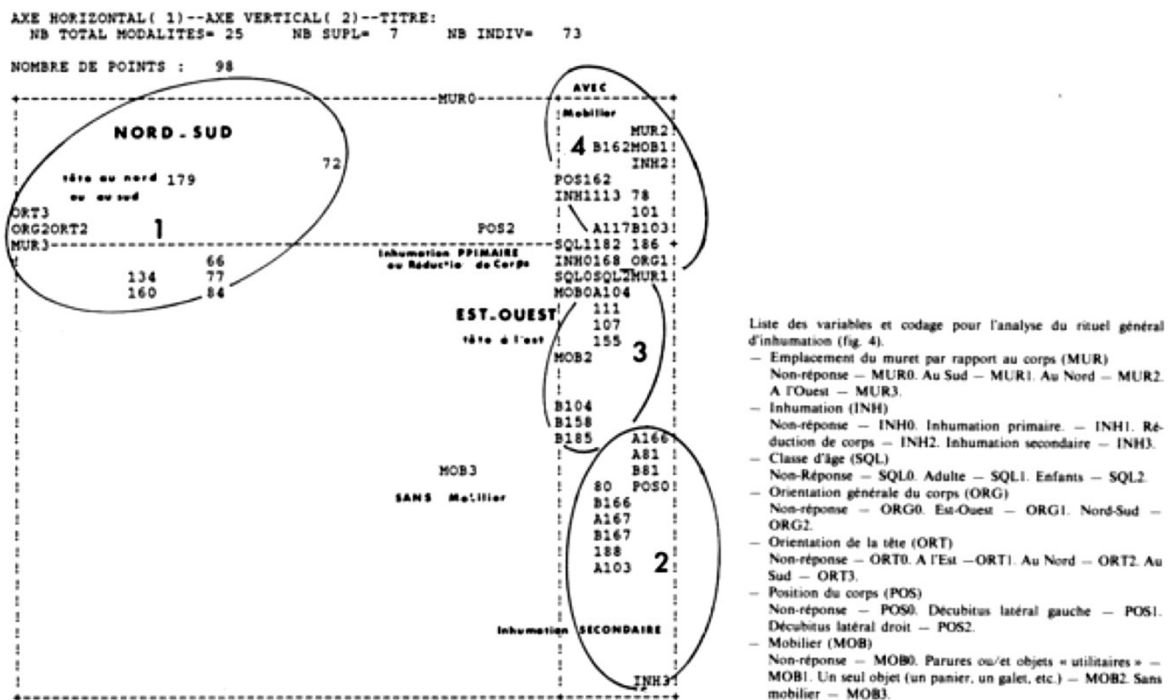 AXE HORIZONTAL( 1)--AXE VERTICAL( 2)--TITRE:
NB TOTAL MODALITES= 25 NB SUPL= 7 NB INDIV= 73
NOMBRE DE POINTS : 98
AVEC
MUR0
Mobilier
NORD - SUD
MUR2
4 B162MOB1
72 INH2
tête au nord 179
POS162
ou au sud
INH1113 78
ORT3 101
ORG2ORT2 1 POS2 A117B103
MUR3 SQL1182 186
Inhumation PRIMAIRE
66 INH0168 ORG1
ou Réductio de Corps
134 77 SQL0SQL2MUR1
160 84 MOB0A104
EST-OUEST 111
107
tête à l'est 155
MOB2 3
B104
B158
B185 A166
A81
MOB3 B81
80 POS0
SANS Mobilier
B166
A167
B167
188
A103 2
Inhumation SECONDAIRE
INH3
Liste des variables et codage pour l'analyse du rituel général
d'inhumation (fig. 4).
— Emplacement du muret par rapport au corps (MUR)
Non-réponse — MUR0. Au Sud — MUR1. Au Nord — MUR2.
A l'Ouest — MUR3.
— Inhumation (INH)
Non-réponse — INH0. Inhumation primaire. — INH1. Ré-
duction de corps — INH2. Inhumation secondaire — INH3.
— Classe d'âge (SQL)
Non-Réponse — SQL0. Adulte — SQL1. Enfants — SQL2.
— Orientation générale du corps (ORG)
Non-réponse — ORG0. Est-Ouest — ORG1. Nord-Sud —
ORG2.
— Orientation de la tête (ORT)
Non-réponse — ORT0. A l'Est —ORT1. Au Nord — ORT2. Au
Sud — ORT3.
— Position du corps (POS)
Non-réponse — POS0. Décubitus latéral gauche — POS1.
Décubitus latéral droit — POS2.
— Mobilier (MOB)
Non-réponse — MOB0. Parures ou/et objets « utilitaires » —
MOB1. Un seul objet (un panier, un galet, etc.) — MOB2. Sans
mobilier — MOB3.